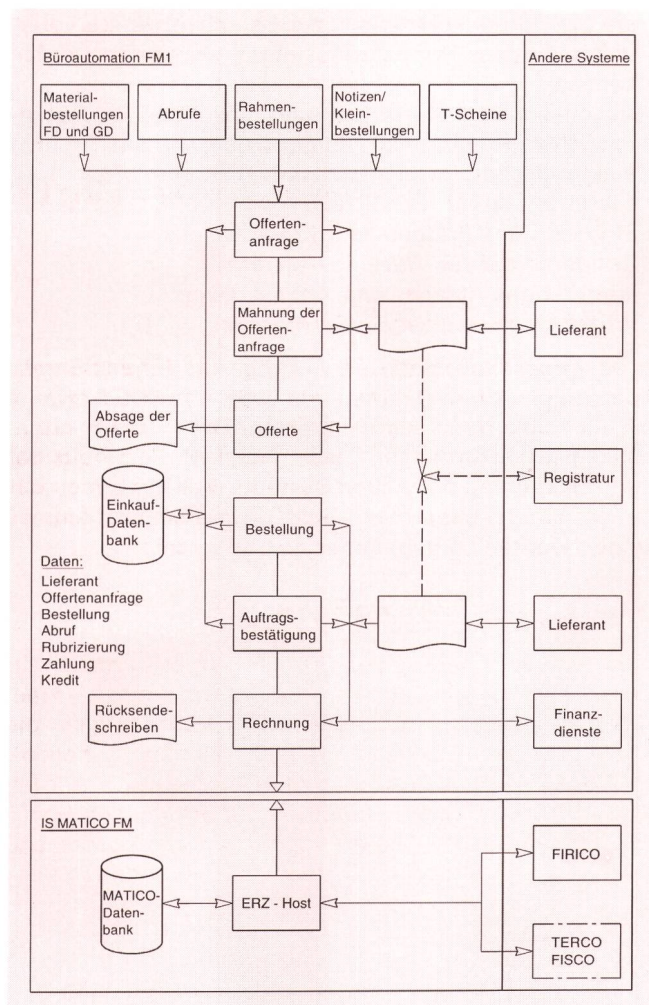 Büroautomation FM1
Andere Systeme
Material-
bestellungen
FD und GD
Abrufe
Rahmen-
bestellungen
Notizen/
Klein-
bestellungen
T-Scheine
Offerten-
anfrage
Mahnung der
Offerten-
anfrage
Lieferant
Absage der
Offerte
Offerte
Registratur
Einkauf-
Daten-
bank
Bestellung
Daten:
Lieferant
Offertenanfrage
Bestellung
Abruf
Rubrizierung
Zahlung
Kredit
Auftrags-
bestätigung
Lieferant
Rücksende-
schreiben
Rechnung
Finanz-
dienste
IS MATICO FM
MATICO-
Daten-
bank
ERZ - Host
FIRICO
TERCO
FISCO